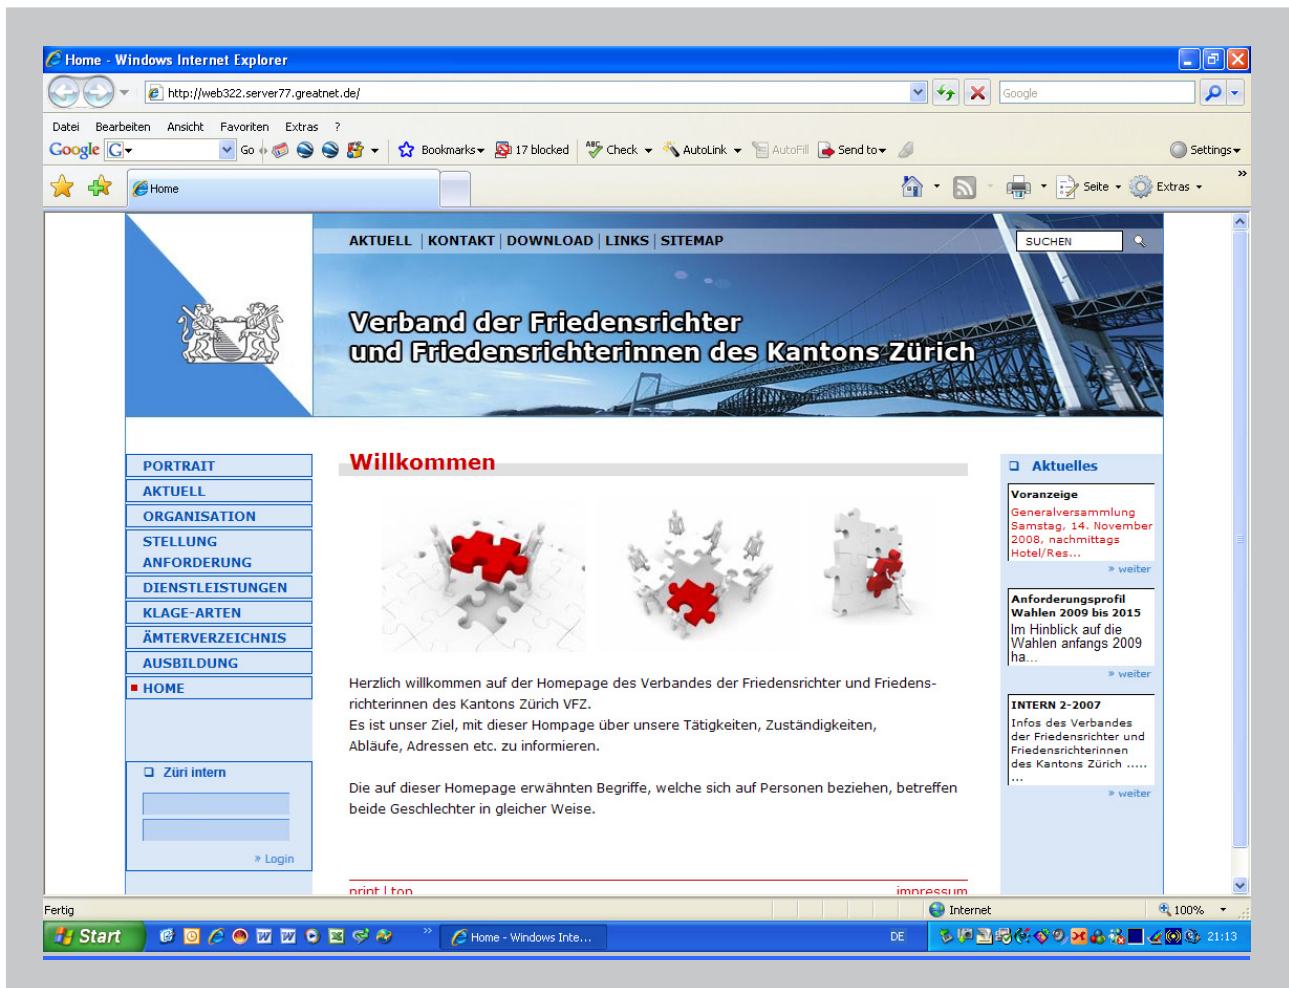 Home - Windows Internet Explorer
http://web322.server77.greatnet.de/
Google
Datei Bearbeiten Ansicht Favoriten Extras ?
Google G Go Bookmarks 17 blocked ABC Check AutoLink AutoFill Send to Settings
Home Seite Extras »
AKTUELL | KONTAKT | DOWNLOAD | LINKS | SITEMAP
SUCHEN
Verband der Friedensrichter
und Friedensrichterinnen des Kantons Zürich
PORTRAIT
AKTUELL
ORGANISATION
STELLUNG
ANFORDERUNG
DIENSTLEISTUNGEN
KLAGE-ARTEN
ÄMTERVERZEICHNIS
AUSBILDUNG
HOME
Züri intern
» Login
Willkommen
Herzlich willkommen auf der Homepage des Verbandes der Friedensrichter und Friedens-
richterinnen des Kantons Zürich VFZ.
Es ist unser Ziel, mit dieser Hompage über unsere Tätigkeiten, Zuständigkeiten,
Abläufe, Adressen etc. zu informieren.
Die auf dieser Homepage erwähnten Begriffe, welche sich auf Personen beziehen, betreffen
beide Geschlechter in gleicher Weise.
print | top impressum
Aktuelles
Voranzeige
Generalversammlung
Samstag, 14. November
2008, nachmittags
Hotel/Res...
» weiter
Anforderungsprofil
Wahlen 2009 bis 2015
Im Hinblick auf die
Wahlen anfangs 2009
ha...
» weiter
INTERN 2-2007
Infos des Verbandes
der Friedensrichter und
Friedensrichterinnen
des Kantons Zürich .....
...
» weiter
Fertig Internet 100%
Start » Home - Windows Inte... DE 21:13